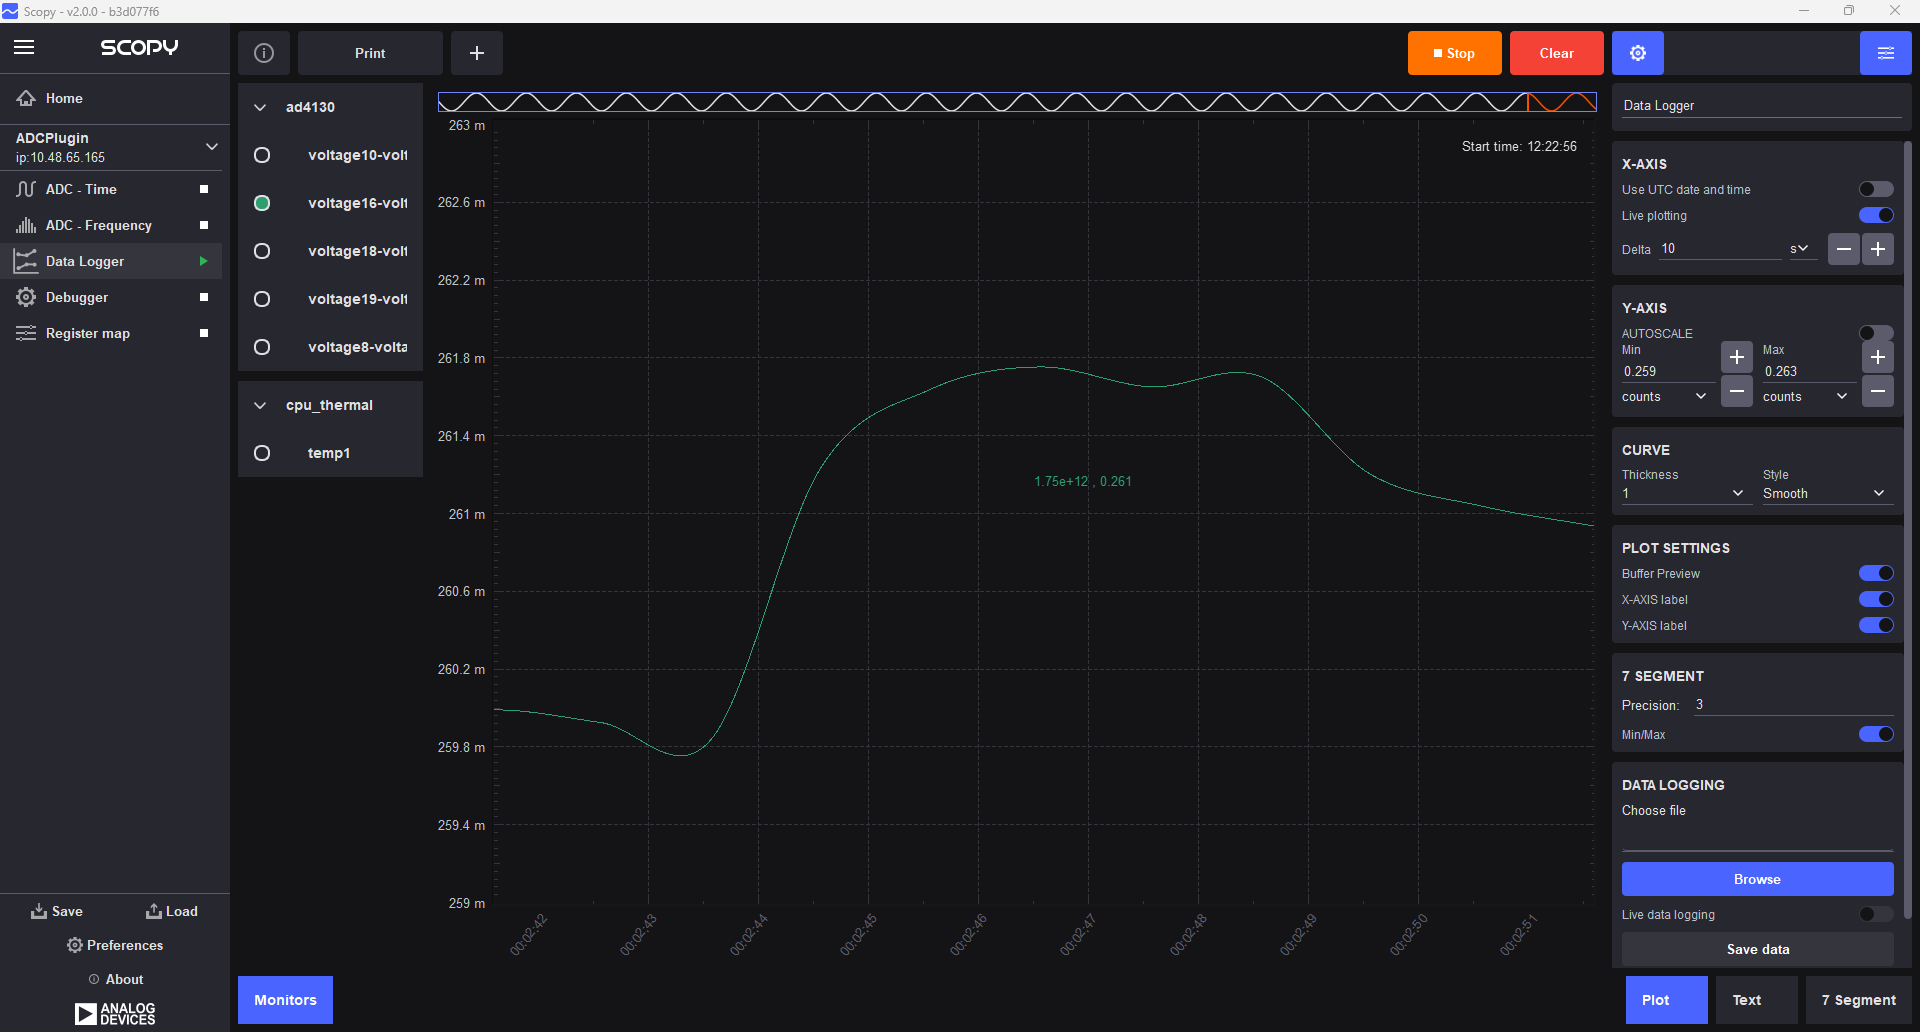 Scopy - v2.0.0 - b3d077f6
SCOPY
Home
ADCPlugin
ip:10.48.65.165
ADC - Time
ADC - Frequency
Data Logger
Debugger
Register map
Save
Load
Preferences
About
ANALOG
DEVICES
Print
+
Stop
Clear
ad4130
voltage10-volt
voltage16-volt
voltage18-volt
voltage19-volt
voltage8-volta
cpu_thermal
temp1
263 m
262.6 m
262.2 m
261.8 m
261.4 m
261 m
260.6 m
260.2 m
259.8 m
259.4 m
259 m
Start time: 12:22:56
1.75e+12 , 0.261
00:02:42
00:02:43
00:02:44
00:02:45
00:02:46
00:02:47
00:02:48
00:02:49
00:02:50
00:02:51
Monitors
Data Logger
X-AXIS
Use UTC date and time
Live plotting
Delta 10 s
Y-AXIS
AUTOSCALE
Min Max
0.259 0.263
counts counts
CURVE
Thickness Style
1 Smooth
PLOT SETTINGS
Buffer Preview
X-AXIS label
Y-AXIS label
7 SEGMENT
Precision: 3
Min/Max
DATA LOGGING
Choose file
Browse
Live data logging
Save data
Plot
Text
7 Segment